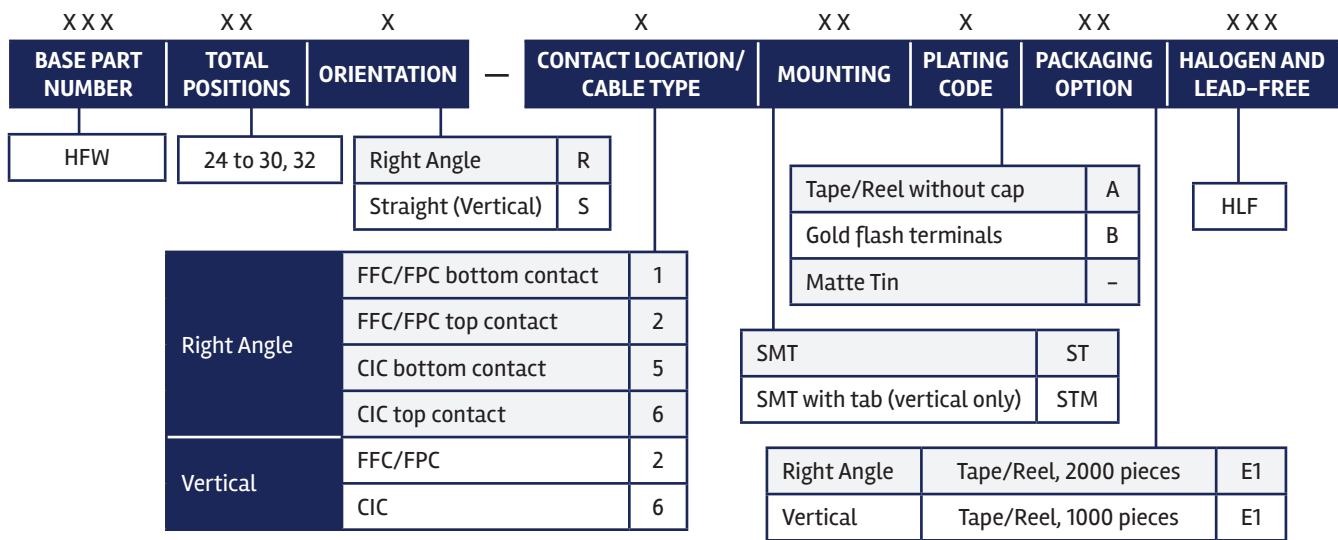 XXX XX X X XX X XX XXX
BASE PART NUMBER TOTAL POSITIONS ORIENTATION — CONTACT LOCATION/ CABLE TYPE MOUNTING PLATING CODE PACKAGING OPTION HALOGEN AND LEAD-FREE
HFW
24 to 30, 32
Right Angle R
Straight (Vertical) S
Right Angle
FFC/FPC bottom contact 1
FFC/FPC top contact 2
CIC bottom contact 5
CIC top contact 6
Vertical
FFC/FPC 2
CIC 6
Tape/Reel without cap A
Gold flash terminals B
Matte Tin –
HLF
SMT ST
SMT with tab (vertical only) STM
Right Angle Tape/Reel, 2000 pieces E1
Vertical Tape/Reel, 1000 pieces E1